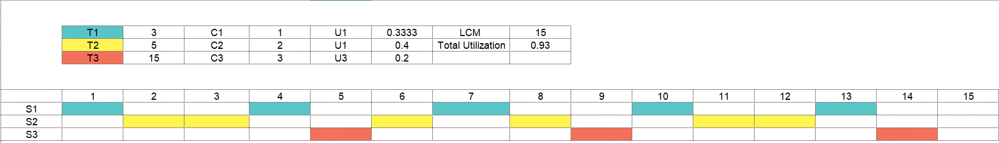 T1 3 C1 1 U1 0.3333 LCM 15
T2 5 C2 2 U1 0.4 Total Utilization 0.93
T3 15 C3 3 U3 0.2
1 2 3 4 5 6 7 8 9 10 11 12 13 14 15
S1
S2
S3